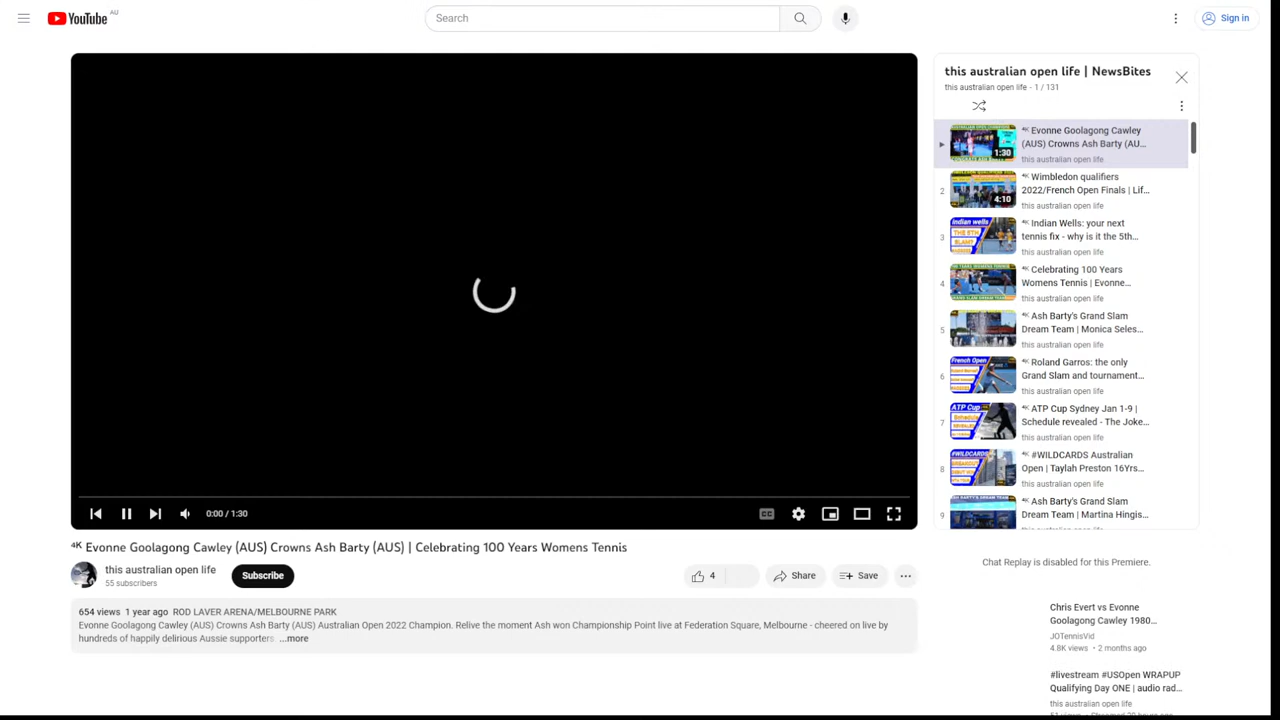 YouTube AU
Search
Sign in
this australian open life | NewsBites
this australian open life - 1 / 131
4K Evonne Goolagong Cawley
(AUS) Crowns Ash Barty (AU...
this australian open life
1:30
2
4K Wimbledon qualifiers
2022/French Open Finals | Lif...
this australian open life
4:10
3
4K Indian Wells: your next
tennis fix - why is it the 5th...
this australian open life
indian wells
THE 5TH
SLAM?
4
4K Celebrating 100 Years
Womens Tennis | Evonne...
this australian open life
5
4K Ash Barty's Grand Slam
Dream Team | Monica Seles...
this australian open life
6
4K Roland Garros: the only
Grand Slam and tournament...
this australian open life
French Open
7
4K ATP Cup Sydney Jan 1-9 |
Schedule revealed - The Joke...
this australian open life
ATP Cup
8
4K #WILDCARDS Australian
Open | Taylah Preston 16Yrs...
this australian open life
#WILDCARDS
9
4K Ash Barty's Grand Slam
Dream Team | Martina Hingis...
0:00 / 1:30
CC
4K Evonne Goolagong Cawley (AUS) Crowns Ash Barty (AUS) | Celebrating 100 Years Womens Tennis
this australian open life
55 subscribers
Subscribe
4
Share
Save
654 views 1 year ago ROD LAVER ARENA/MELBOURNE PARK
Evonne Goolagong Cawley (AUS) Crowns Ash Barty (AUS) Australian Open 2022 Champion. Relive the moment Ash won Championship Point live at Federation Square, Melbourne - cheered on live by
hundreds of happily delirious Aussie supporters. ...more
Chat Replay is disabled for this Premiere.
Chris Evert vs Evonne
Goolagong Cawley 1980...
JOTennisVid
4.8K views • 2 months ago
#livestream #USOpen WRAPUP
Qualifying Day ONE | audio rad...
this australian open life